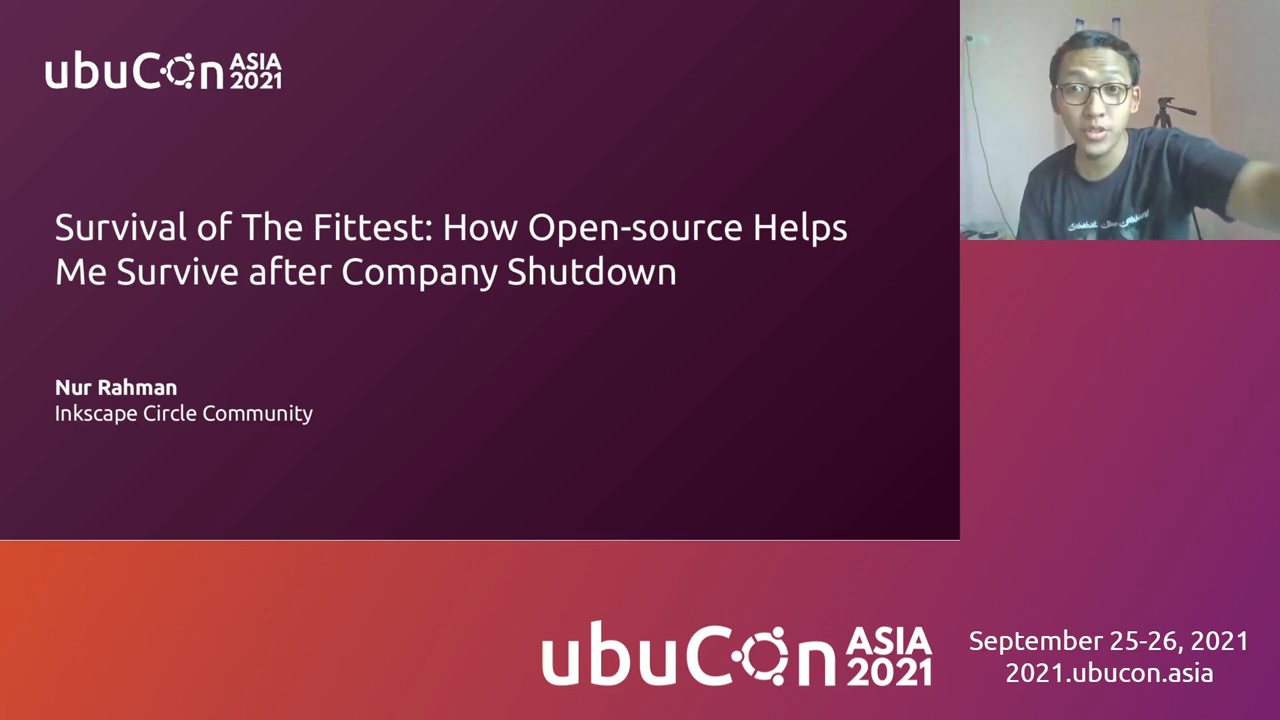 ubuCon ASIA 2021
Survival of The Fittest: How Open-source Helps
Me Survive after Company Shutdown
Nur Rahman
Inkscape Circle Community
ubuCon ASIA 2021
September 25-26, 2021
2021.ubucon.asia